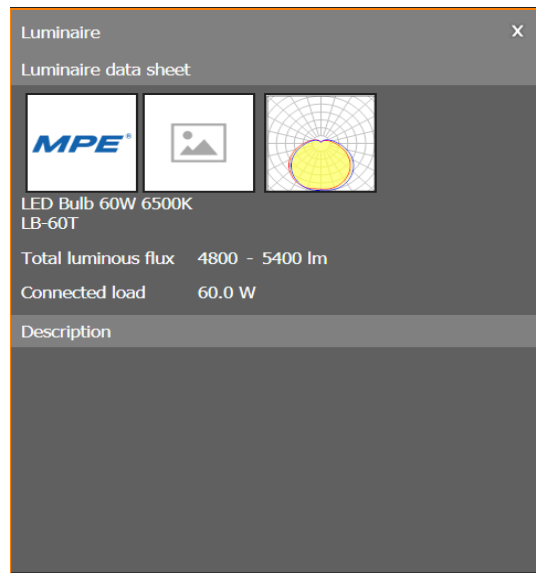 Luminaire X
Luminaire data sheet
MPE®
LED Bulb 60W 6500K
LB-60T
Total luminous flux 4800 - 5400 lm
Connected load 60.0 W
Description